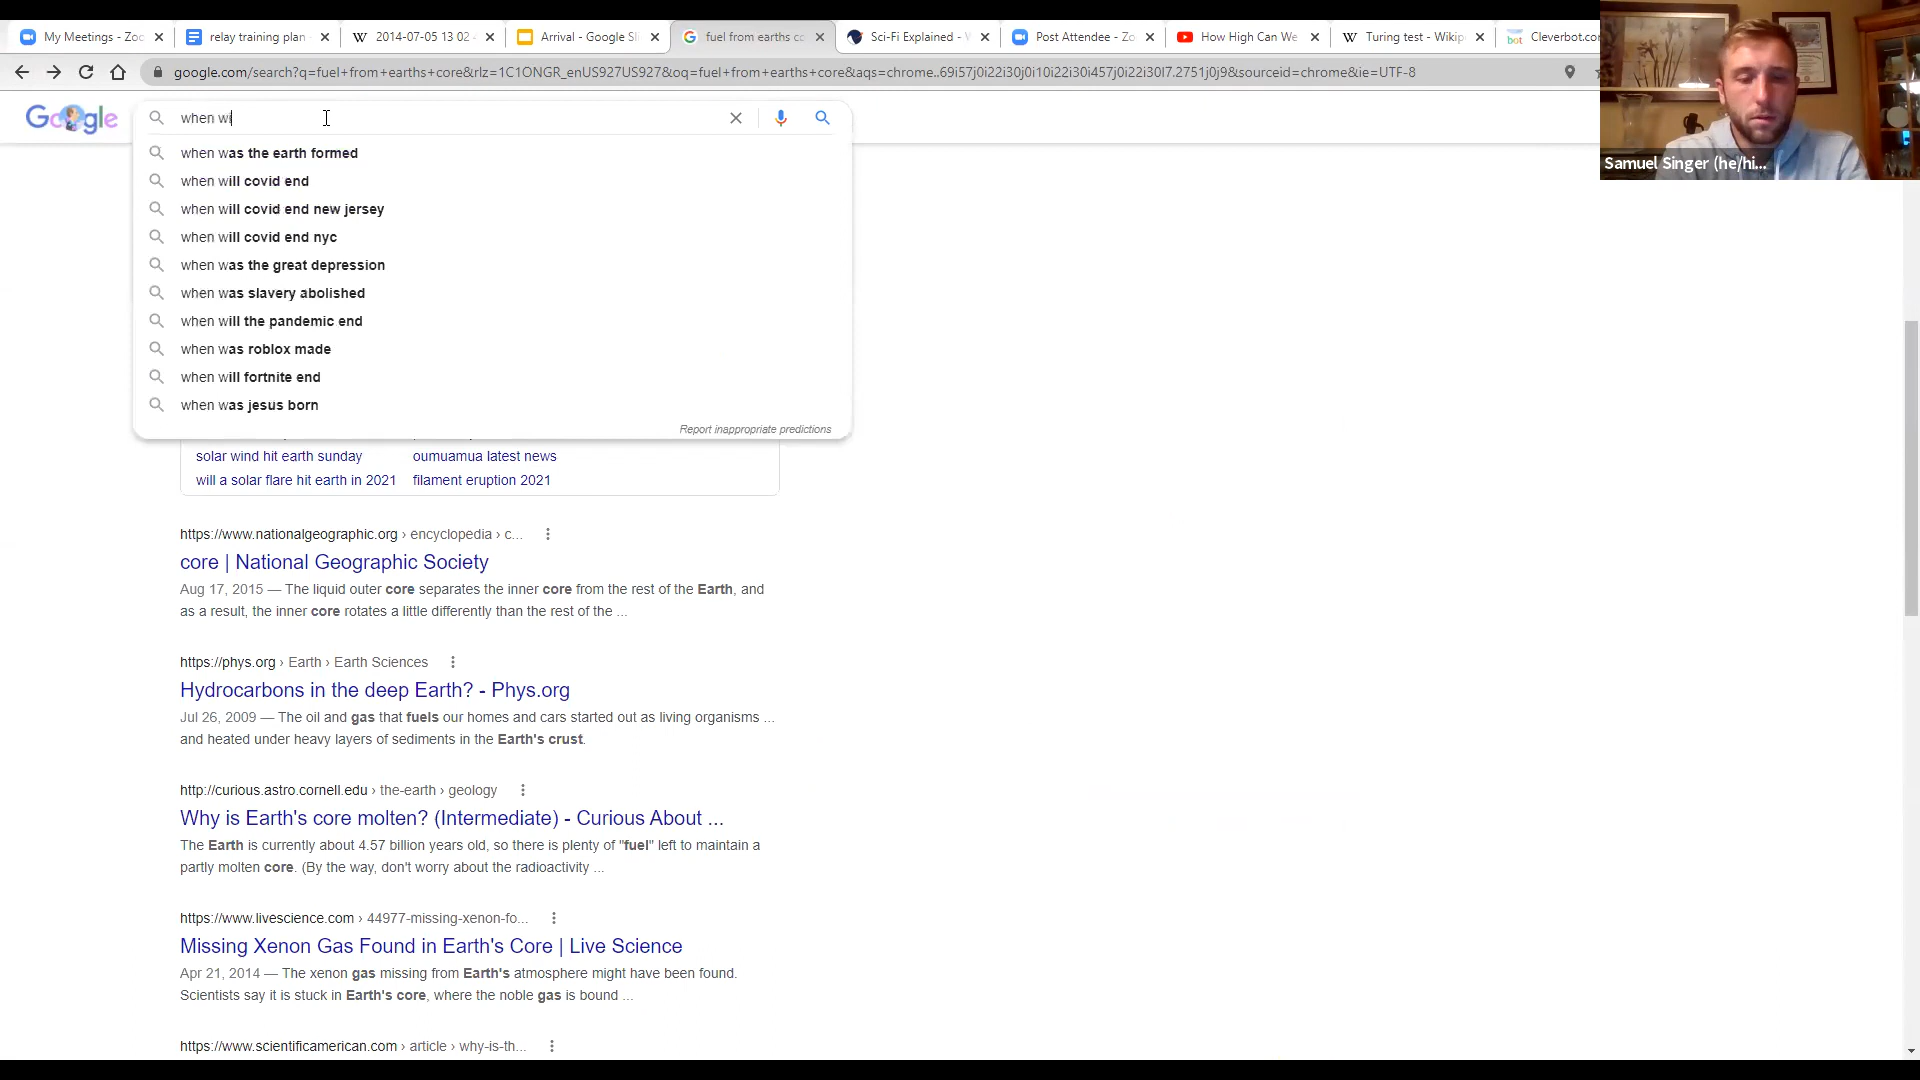 My Meetings - Zoo
relay training plan -
2014-07-05 13 02 -
Arrival - Google Sli
fuel from earths co
Sci-Fi Explained -
Post Attendee - Zo
How High Can We
Turing test - Wikip
Cleverbot.co
google.com/search?q=fuel+from+earths+core&rlz=1C1ONGR_enUS927US927&oq=fuel+from+earths+core&aqs=chrome..69i57j0i22i30j0i10i22i30i457j0i22i30l7.2751j0j9&sourceid=chrome&ie=UTF-8
Google
when wi
when was the earth formed
when will covid end
when will covid end new jersey
when will covid end nyc
when was the great depression
when was slavery abolished
when will the pandemic end
when was roblox made
when will fortnite end
when was jesus born
Report inappropriate predictions
solar wind hit earth sunday
oumuamua latest news
will a solar flare hit earth in 2021
filament eruption 2021
https://www.nationalgeographic.org › encyclopedia › c...
core | National Geographic Society
Aug 17, 2015 — The liquid outer core separates the inner core from the rest of the Earth, and
as a result, the inner core rotates a little differently than the rest of the ...
https://phys.org › Earth › Earth Sciences
Hydrocarbons in the deep Earth? - Phys.org
Jul 26, 2009 — The oil and gas that fuels our homes and cars started out as living organisms ...
and heated under heavy layers of sediments in the Earth's crust.
http://curious.astro.cornell.edu › the-earth › geology
Why is Earth's core molten? (Intermediate) - Curious About ...
The Earth is currently about 4.57 billion years old, so there is plenty of "fuel" left to maintain a
partly molten core. (By the way, don't worry about the radioactivity ...
https://www.livescience.com › 44977-missing-xenon-fo...
Missing Xenon Gas Found in Earth's Core | Live Science
Apr 21, 2014 — The xenon gas missing from Earth's atmosphere might have been found.
Scientists say it is stuck in Earth's core, where the noble gas is bound ...
https://www.scientificamerican.com › article › why-is-th...
Samuel Singer (he/hi...